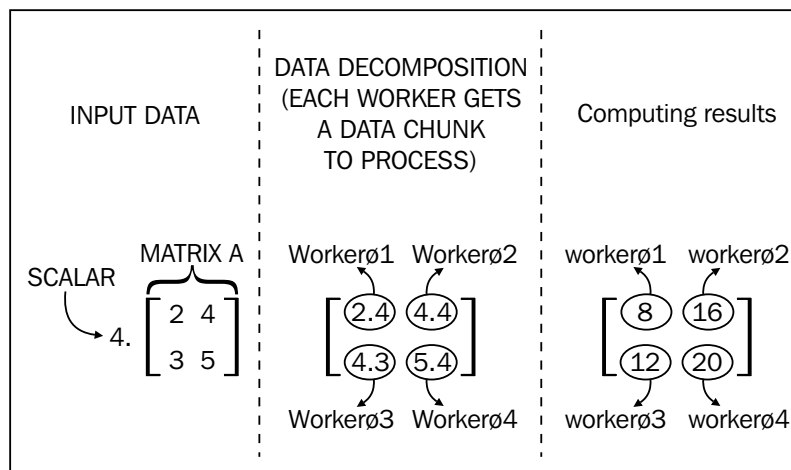 INPUT DATA
DATA DECOMPOSITION
(EACH WORKER GETS
A DATA CHUNK
TO PROCESS)
Computing results
SCALAR
MATRIX A
4.
2 4
3 5
Workerø1 Workerø2
2.4 4.4
4.3 5.4
Workerø3 Workerø4
workerø1 workerø2
8 16
12 20
workerø3 workerø4